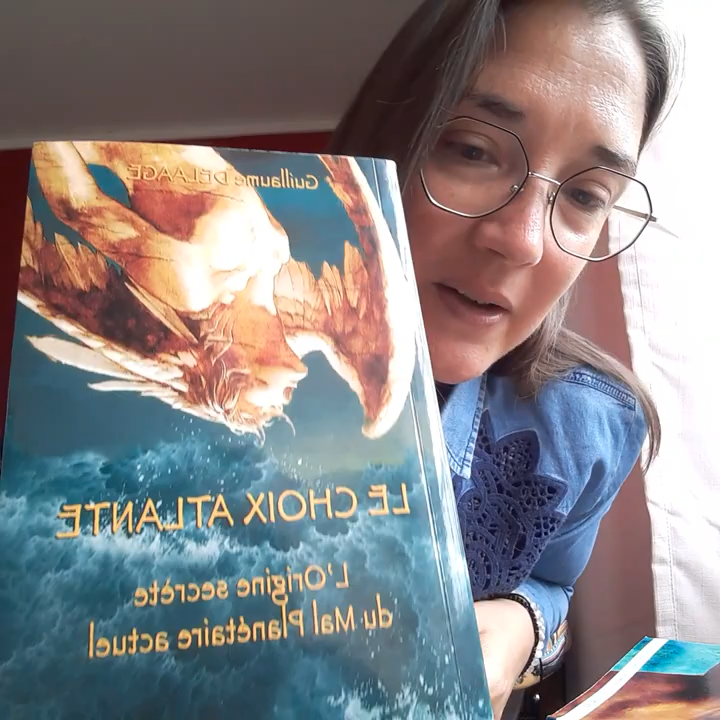 Guillaume DELAAGE
LE CHOIX ATLANTE
L'Origine secrète
du Mal Planétaire actuel